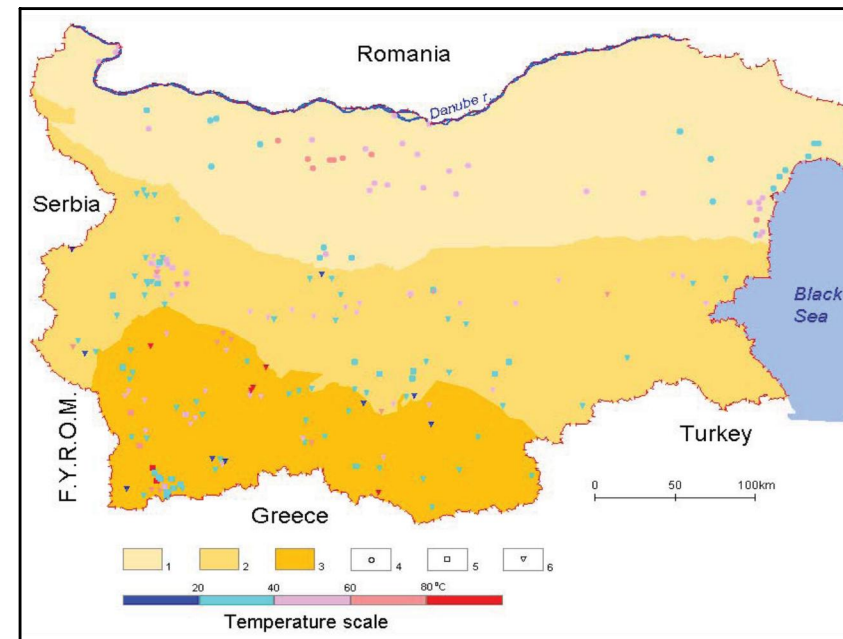 Romania
Danube r.
Serbia
Black
Sea
F.Y.R.O.M.
Turkey
0 50 100km
Greece
1 2 3 4 5 6
20 40 60 80 °C
Temperature scale